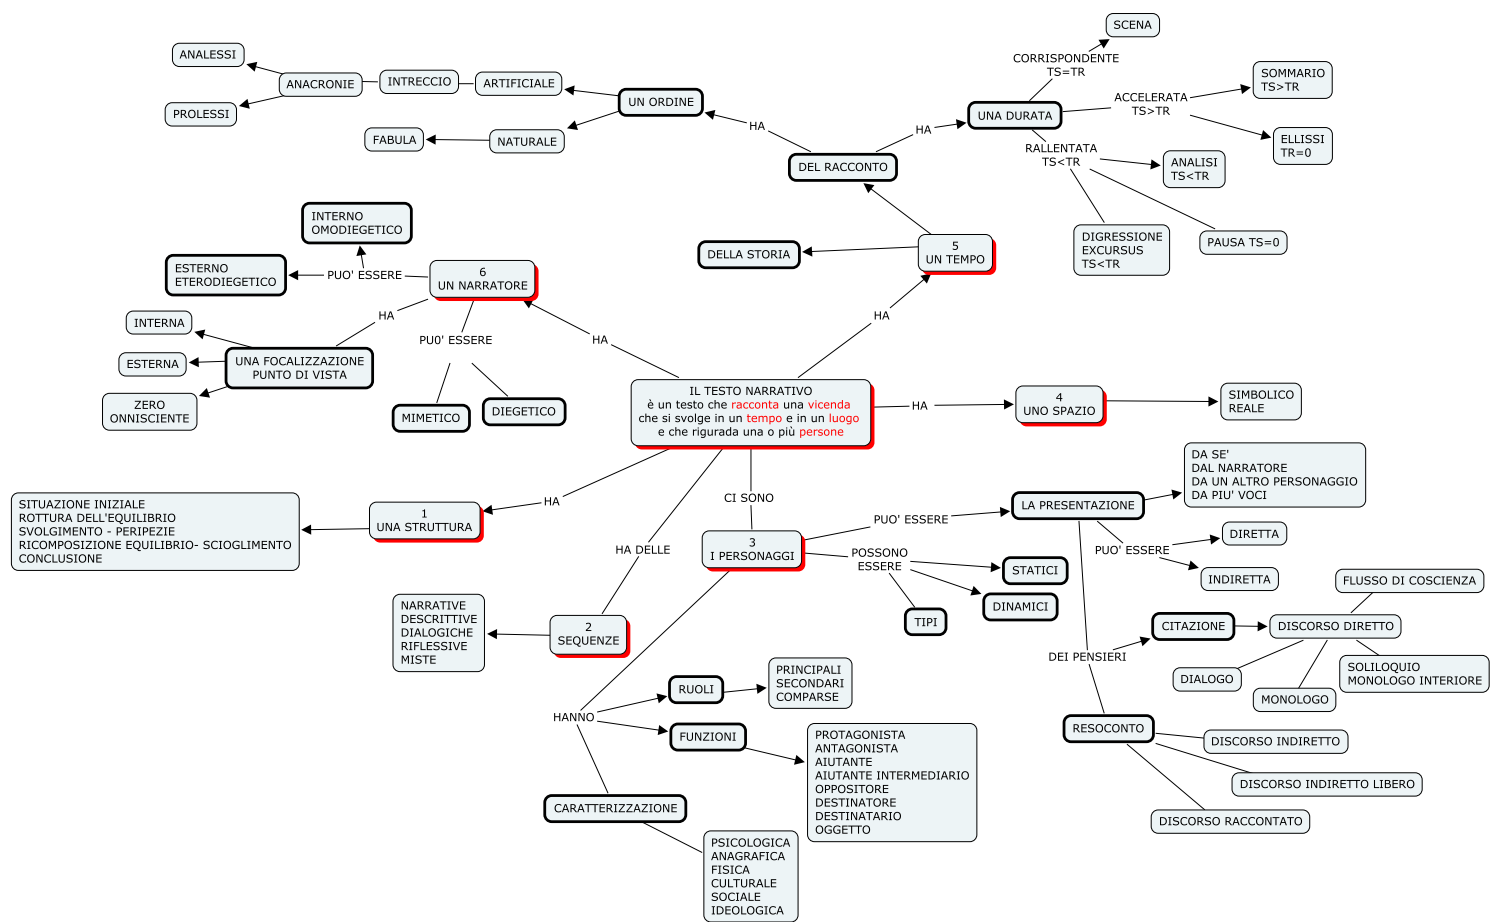 SCENA
ANALESSI
CORRISPONDENTE
TS=TR
ANACRONIE
INTRECCIO
ARTIFICIALE
SOMMARIO
TS>TR
UN ORDINE
ACCELERATA
TS>TR
UNA DURATA
PROLESSI
HA
HA
FABULA
NATURALE
ELLISSI
TR=0
RALLENTATA
TS<TR
DEL RACCONTO
ANALISI
TS<TR
INTERNO
OMODIEGETICO
DIGRESSIONE
EXCURSUS
TS<TR
PAUSA TS=0
DELLA STORIA
5
UN TEMPO
ESTERNO
ETERODIEGETICO
PUO' ESSERE
6
UN NARRATORE
INTERNA
HA
HA
HA
PU0' ESSERE
ESTERNA
UNA FOCALIZZAZIONE
PUNTO DI VISTA
ZERO
ONNISCIENTE
MIMETICO
DIEGETICO
IL TESTO NARRATIVO
è un testo che racconta una vicenda
che si svolge in un tempo e in un luogo
e che rigurada una o più persone
HA
4
UNO SPAZIO
SIMBOLICO
REALE
DA SE'
DAL NARRATORE
DA UN ALTRO PERSONAGGIO
DA PIU' VOCI
SITUAZIONE INIZIALE
ROTTURA DELL'EQUILIBRIO
SVOLGIMENTO - PERIPEZIE
RICOMPOSIZIONE EQUILIBRIO- SCIOGLIMENTO
CONCLUSIONE
1
UNA STRUTTURA
HA
CI SONO
LA PRESENTAZIONE
PUO' ESSERE
3
I PERSONAGGI
HA DELLE
POSSONO
ESSERE
PUO' ESSERE
DIRETTA
INDIRETTA
STATICI
DINAMICI
TIPI
FLUSSO DI COSCIENZA
NARRATIVE
DESCRITTIVE
DIALOGICHE
RIFLESSIVE
MISTE
2
SEQUENZE
CITAZIONE
DISCORSO DIRETTO
DEI PENSIERI
DIALOGO
MONOLOGO
SOLILOQUIO
MONOLOGO INTERIORE
RUOLI
PRINCIPALI
SECONDARI
COMPARSE
HANNO
FUNZIONI
PROTAGONISTA
ANTAGONISTA
AIUTANTE
AIUTANTE INTERMEDIARIO
OPPOSITORE
DESTINATORE
DESTINATARIO
OGGETTO
RESOCONTO
DISCORSO INDIRETTO
DISCORSO INDIRETTO LIBERO
DISCORSO RACCONTATO
CARATTERIZZAZIONE
PSICOLOGICA
ANAGRAFICA
FISICA
CULTURALE
SOCIALE
IDEOLOGICA